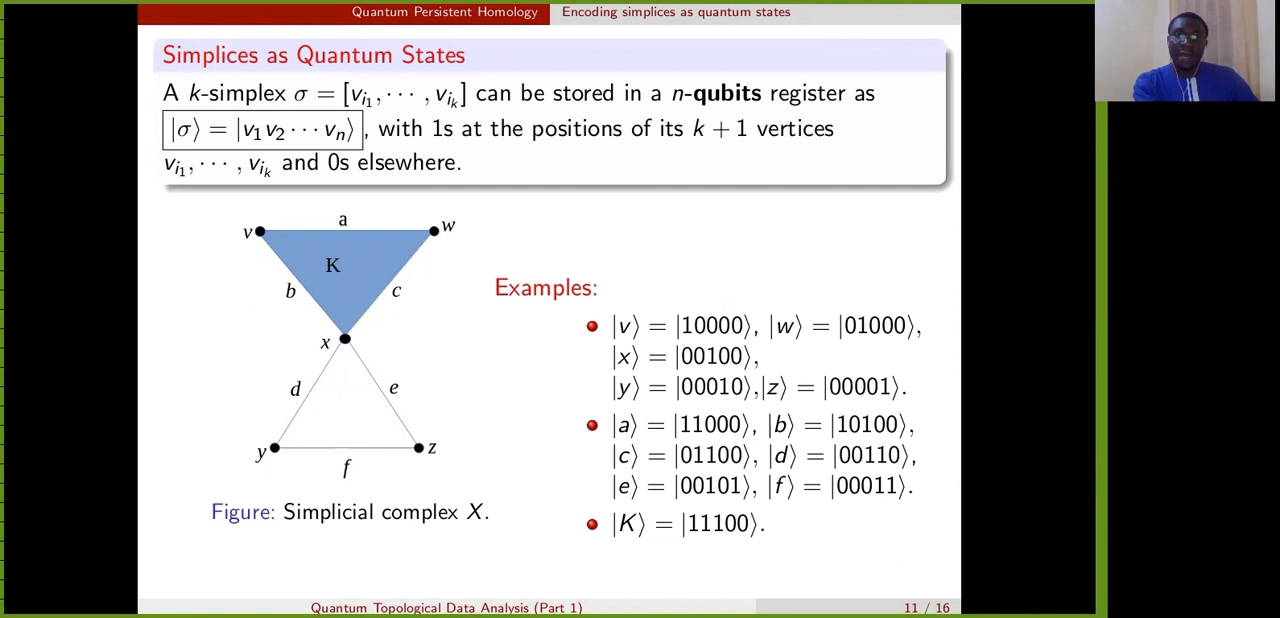 Quantum Persistent Homology Encoding simplices as quantum states
Simplices as Quantum States
A k-simplex σ = [v_{i_1}, ⋯ , v_{i_k}] can be stored in a n-qubits register as
|σ⟩ = |v_1 v_2 ⋯ v_n⟩, with 1s at the positions of its k + 1 vertices
v_{i_1}, ⋯ , v_{i_k} and 0s elsewhere.
a
v
w
K
b
c
x
d
e
y
z
f
Figure: Simplicial complex X.
Examples:
|v⟩ = |10000⟩, |w⟩ = |01000⟩,
|x⟩ = |00100⟩,
|y⟩ = |00010⟩,|z⟩ = |00001⟩.
|a⟩ = |11000⟩, |b⟩ = |10100⟩,
|c⟩ = |01100⟩, |d⟩ = |00110⟩,
|e⟩ = |00101⟩, |f⟩ = |00011⟩.
|K⟩ = |11100⟩.
Quantum Topological Data Analysis (Part 1) 11 / 16